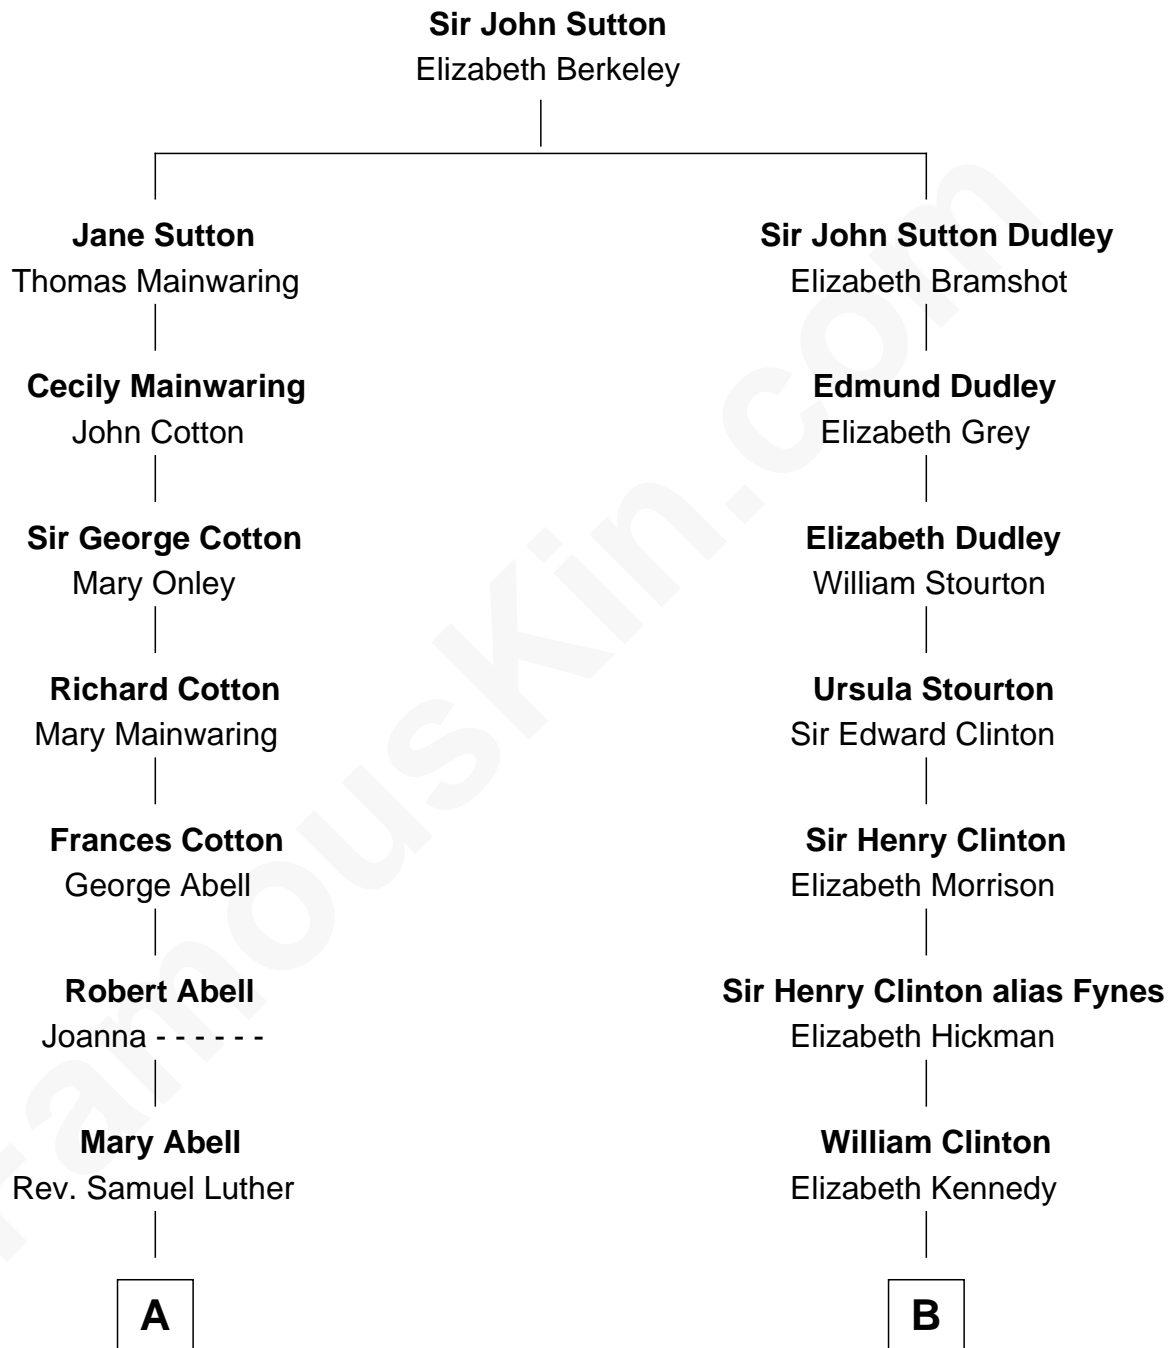 Sir John Sutton
Elizabeth Berkeley
Jane Sutton
Thomas Mainwaring
Sir John Sutton Dudley
Elizabeth Bramshot
Cecily Mainwaring
John Cotton
Edmund Dudley
Elizabeth Grey
Sir George Cotton
Mary Onley
Elizabeth Dudley
William Stourton
Richard Cotton
Mary Mainwaring
Ursula Stourton
Sir Edward Clinton
Frances Cotton
George Abell
Sir Henry Clinton
Elizabeth Morrison
Robert Abell
Joanna - - - - - -
Sir Henry Clinton alias Fynes
Elizabeth Hickman
Mary Abell
Rev. Samuel Luther
William Clinton
Elizabeth Kennedy
A
B
FamousKin.com